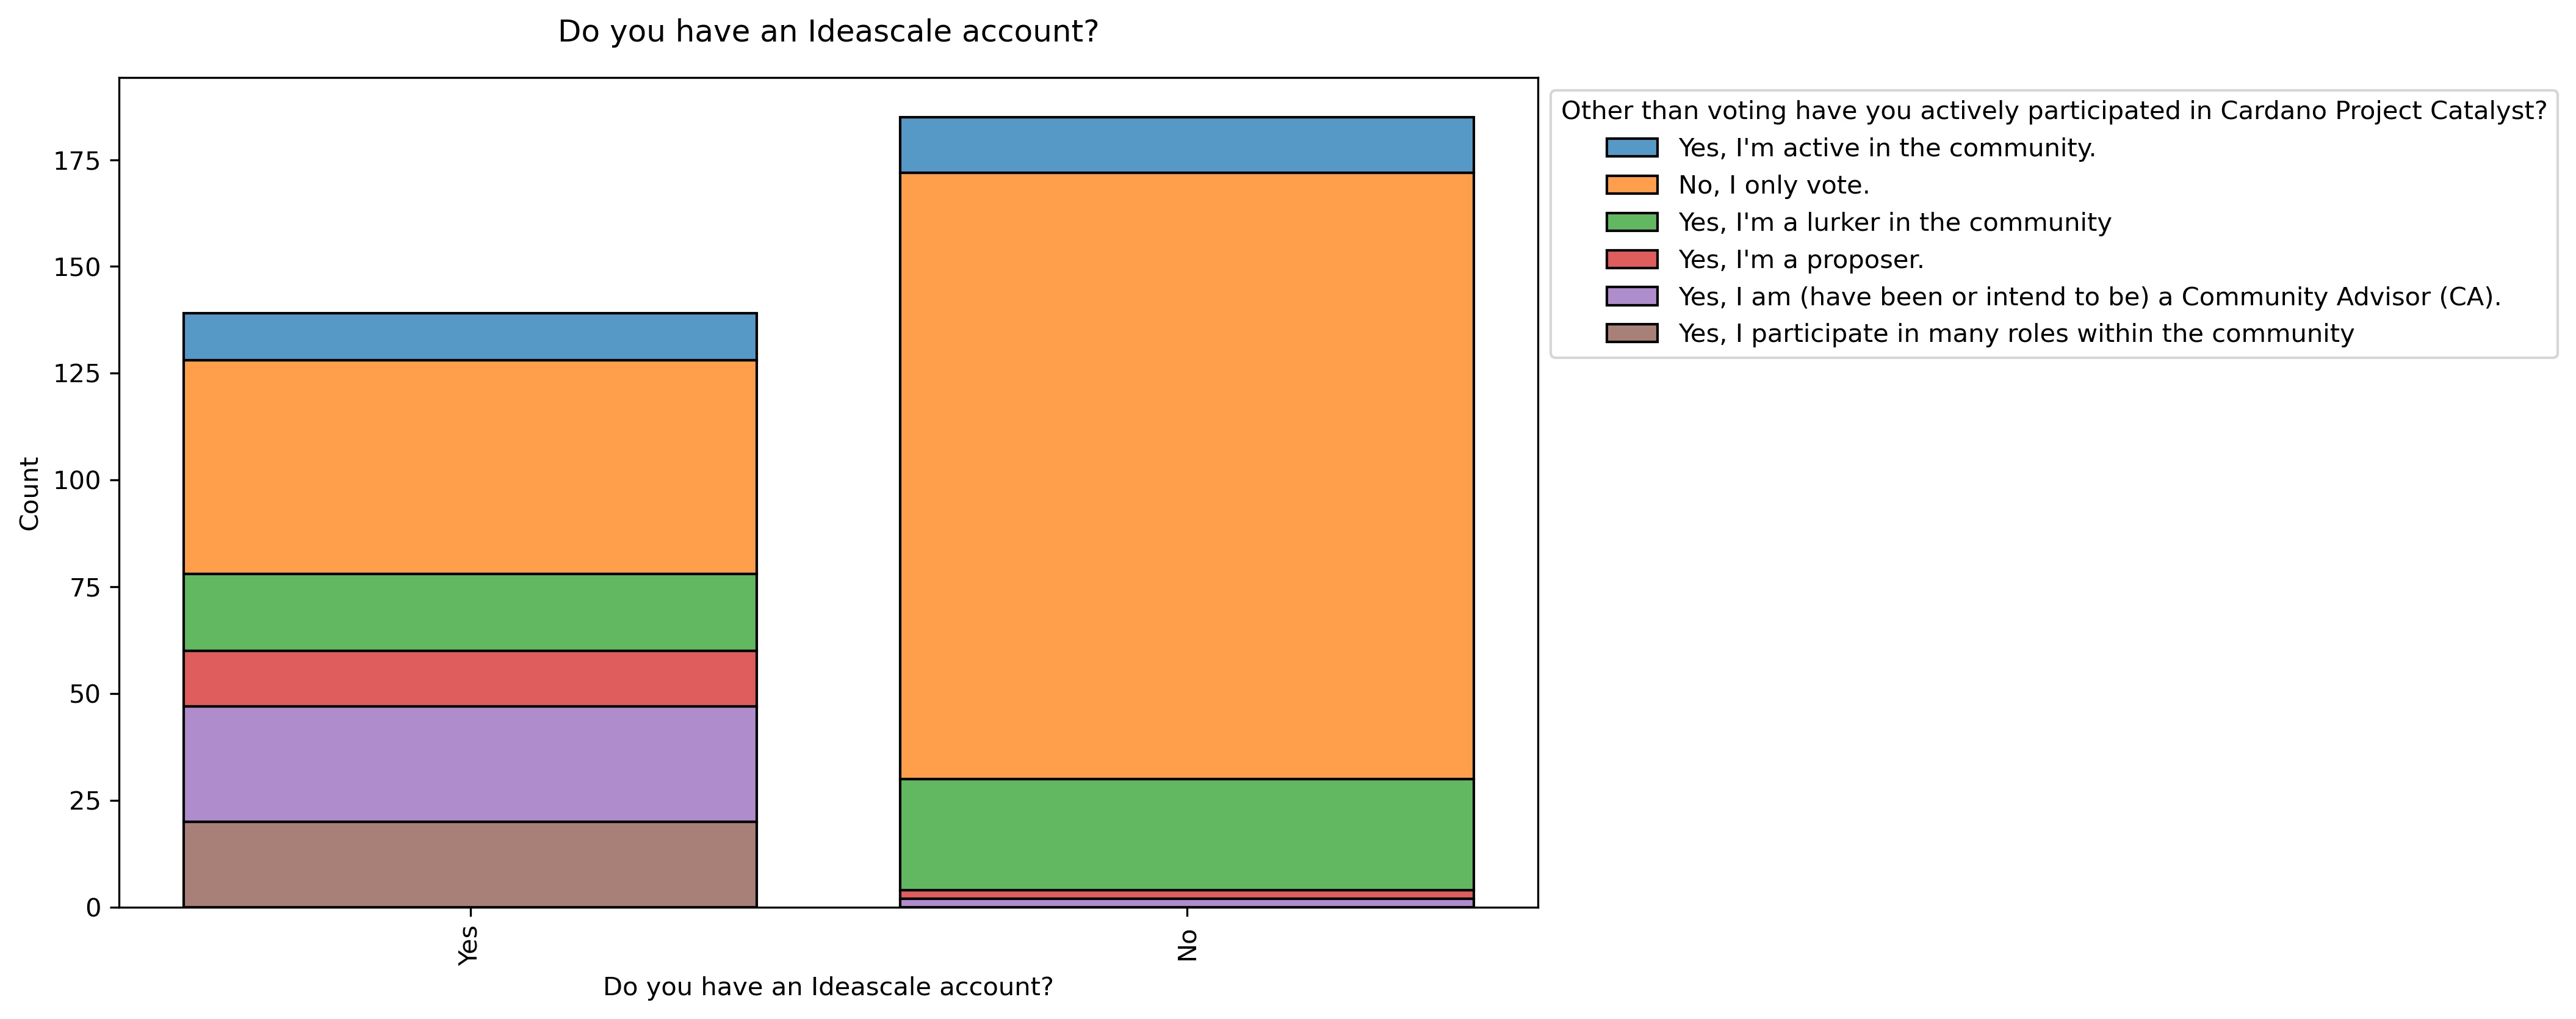 Do you have an Ideascale account?
Count
175
150
125
100
75
50
25
0
Yes
No
Do you have an Ideascale account?
Other than voting have you actively participated in Cardano Project Catalyst?
Yes, I'm active in the community.
No, I only vote.
Yes, I'm a lurker in the community
Yes, I'm a proposer.
Yes, I am (have been or intend to be) a Community Advisor (CA).
Yes, I participate in many roles within the community